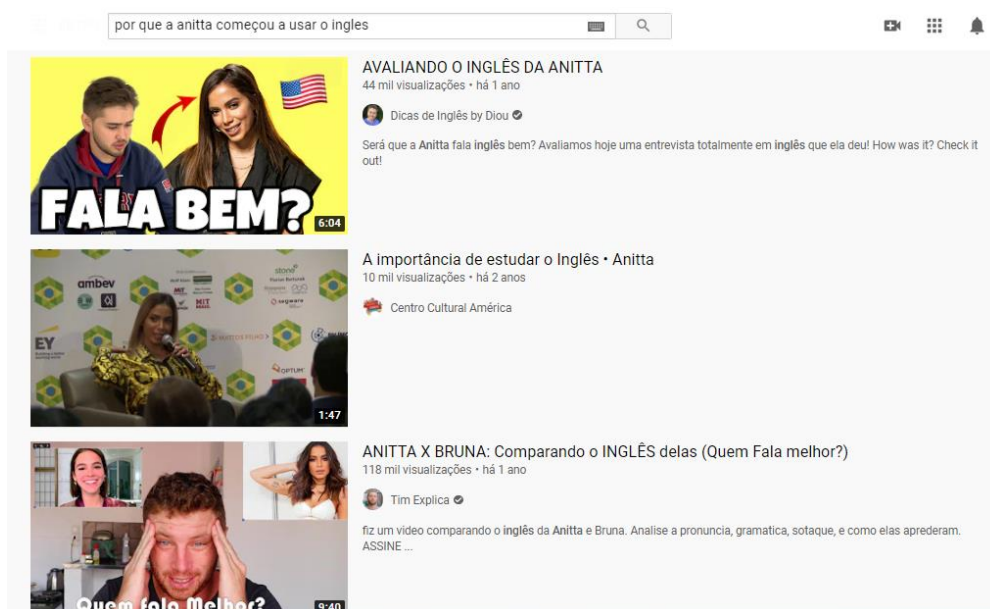 por que a anitta começou a usar o ingles
AVALIANDO O INGLÊS DA ANITTA
44 mil visualizações • há 1 ano
Dicas de Inglês by Diou
Será que a Anitta fala inglês bem? Avaliamos hoje uma entrevista totalmente em inglês que ela deu! How was it? Check it
out!
FALA BEM?
6:04
A importância de estudar o Inglês • Anitta
10 mil visualizações • há 2 anos
Centro Cultural América
ambev
stone
EY
MIT
segware
OPTUM
1:47
ANITTA X BRUNA: Comparando o INGLÊS delas (Quem Fala melhor?)
118 mil visualizações • há 1 ano
Tim Explica
fiz um video comparando o inglês da Anitta e Bruna. Analise a pronuncia, gramatica, sotaque, e como elas aprederam.
ASSINE ...
Quem fala Melhor?
9:40